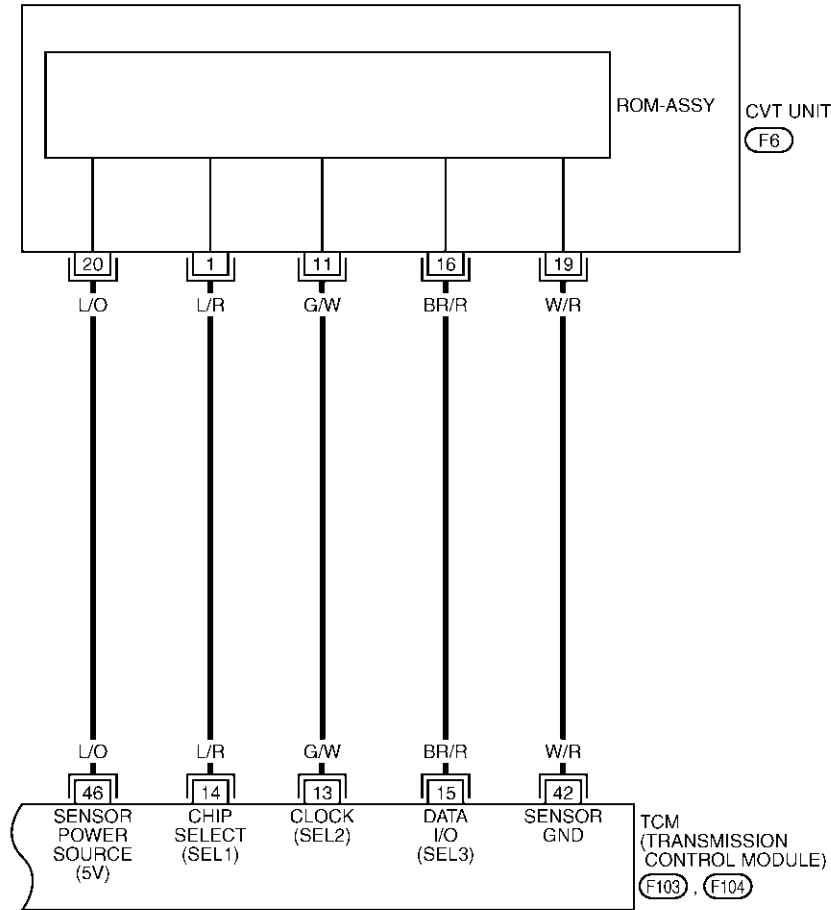 ROM-ASSY
CVT UNIT
F6
20 1 11 16 19
L/O L/R G/W BR/R W/R
L/O L/R G/W BR/R W/R
46 14 13 15 42
SENSOR
POWER
SOURCE
(5V)
CHIP
SELECT
(SEL1)
CLOCK
(SEL2)
DATA
I/O
(SEL3)
SENSOR
GND
TCM
(TRANSMISSION
CONTROL MODULE)
F103 , F104